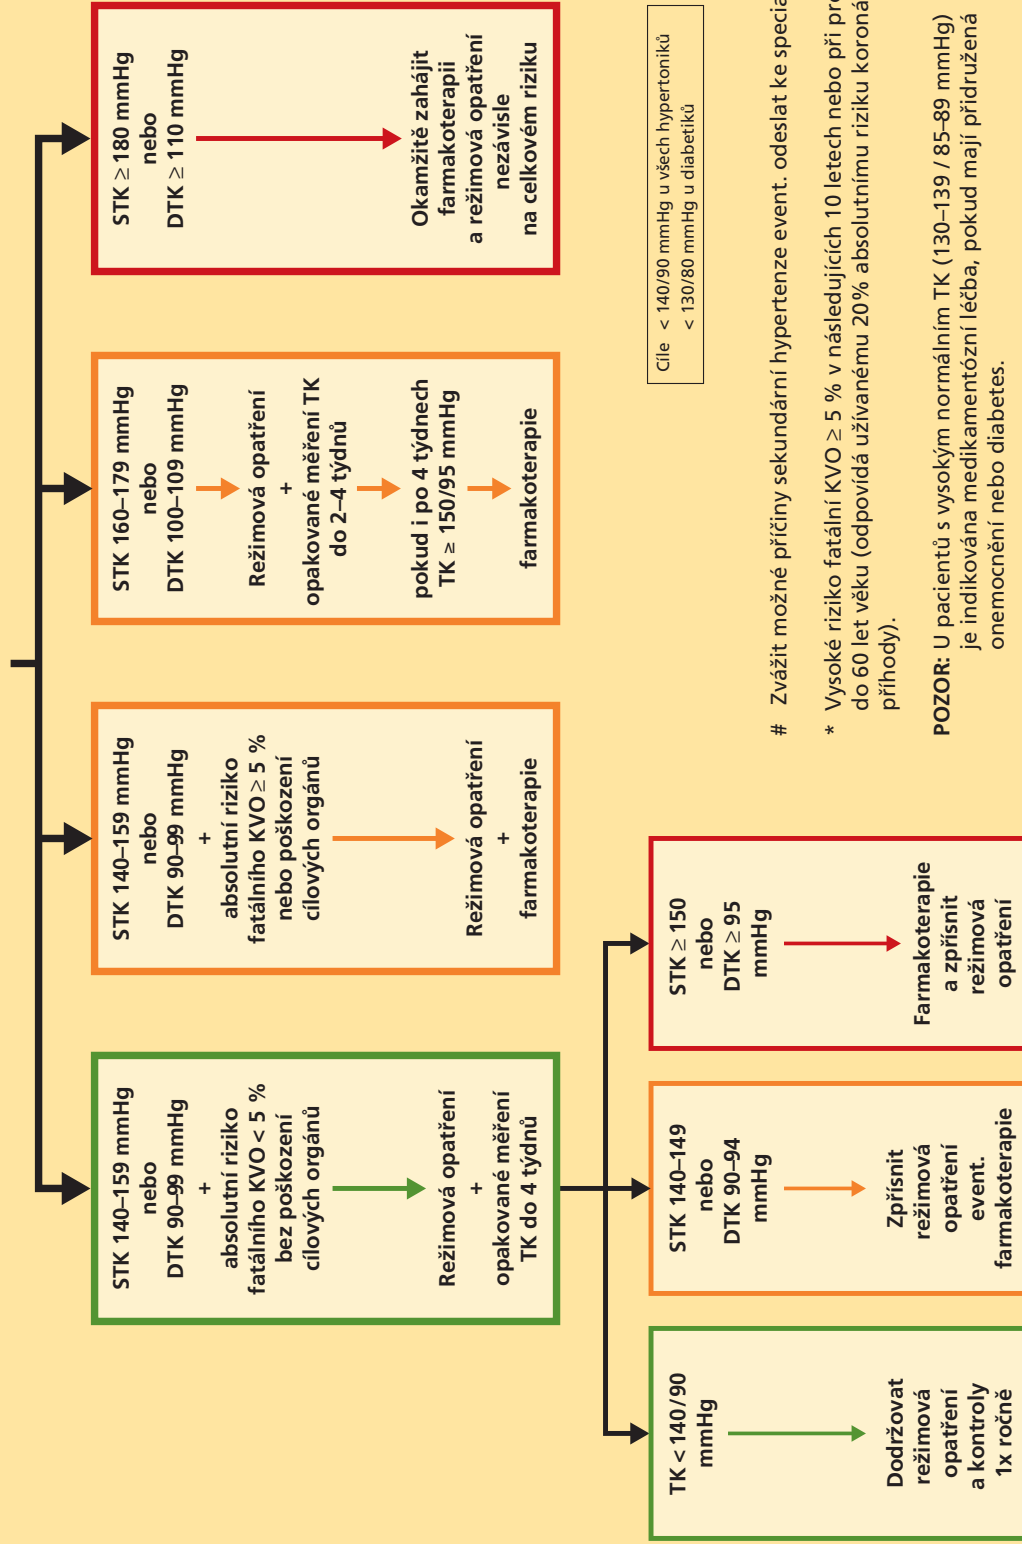 STK 140–159 mmHg
nebo
DTK 90–99 mmHg
+
absolutní riziko
fatálního KVO < 5 %
bez poškození
cílových orgánů
Režimová opatření
+
opakované měření
TK do 4 týdnů
STK 140–159 mmHg
nebo
DTK 90–99 mmHg
+
absolutní riziko
fatálního KVO ≥ 5 %
nebo poškození
cílových orgánů
Režimová opatření
+
farmakoterapie
STK 160–179 mmHg
nebo
DTK 100–109 mmHg
Režimová opatření
+
opakované měření TK
do 2–4 týdnů
pokud i po 4 týdnech
TK ≥ 150/95 mmHg
farmakoterapie
STK ≥ 180 mmHg
nebo
DTK ≥ 110 mmHg
Okamžitě zahájit
farmakoterapii
a režimová opatření
nezávisle
na celkovém riziku
TK < 140/90
mmHg
Dodržovat
režimová
opatření
a kontroly
1x ročně
STK 140–149
nebo
DTK 90–94
mmHg
Zpřísnit
režimová
opatření
event.
farmakoterapie
STK ≥ 150
nebo
DTK ≥ 95
mmHg
Farmakoterapie
a zpřísnit
režimová
opatření
Cíle < 140/90 mmHg u všech hypertoniků
< 130/80 mmHg u diabetiků
# Zvážit možné příčiny sekundární hypertenze event. odeslat ke specia
* Vysoké riziko fatální KVO ≥ 5 % v následujících 10 letech nebo při pro
do 60 let věku (odpovídá užívanému 20% absolutnímu riziku koroná
příhody).
POZOR: U pacientů s vysokým normálním TK (130–139 / 85–89 mmHg)
je indikována medikamentózní léčba, pokud mají přidružená
onemocnění nebo diabetes.